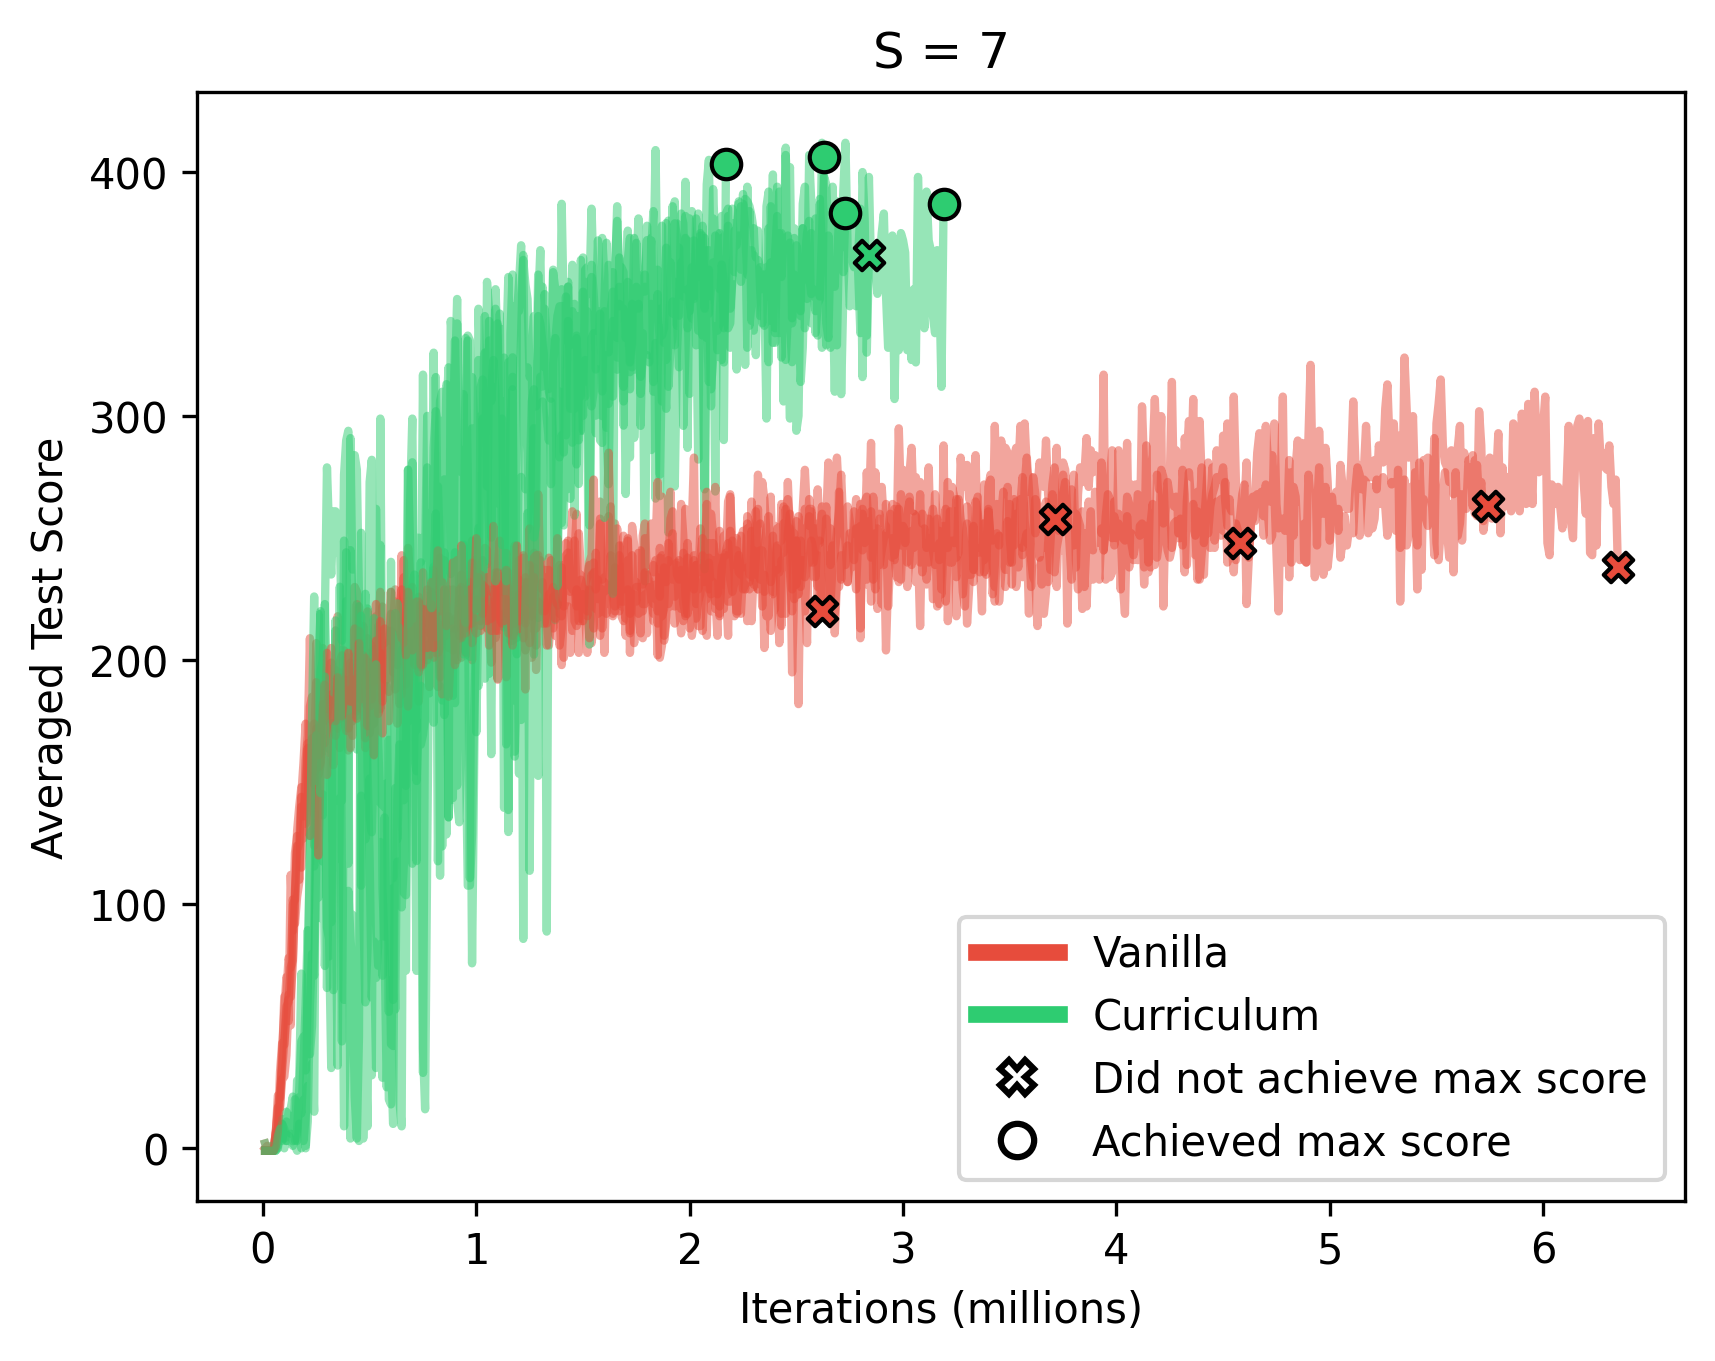 S = 7
400
300
200
100
0
Averaged Test Score
0 1 2 3 4 5 6
Iterations (millions)
Vanilla
Curriculum
Did not achieve max score
Achieved max score